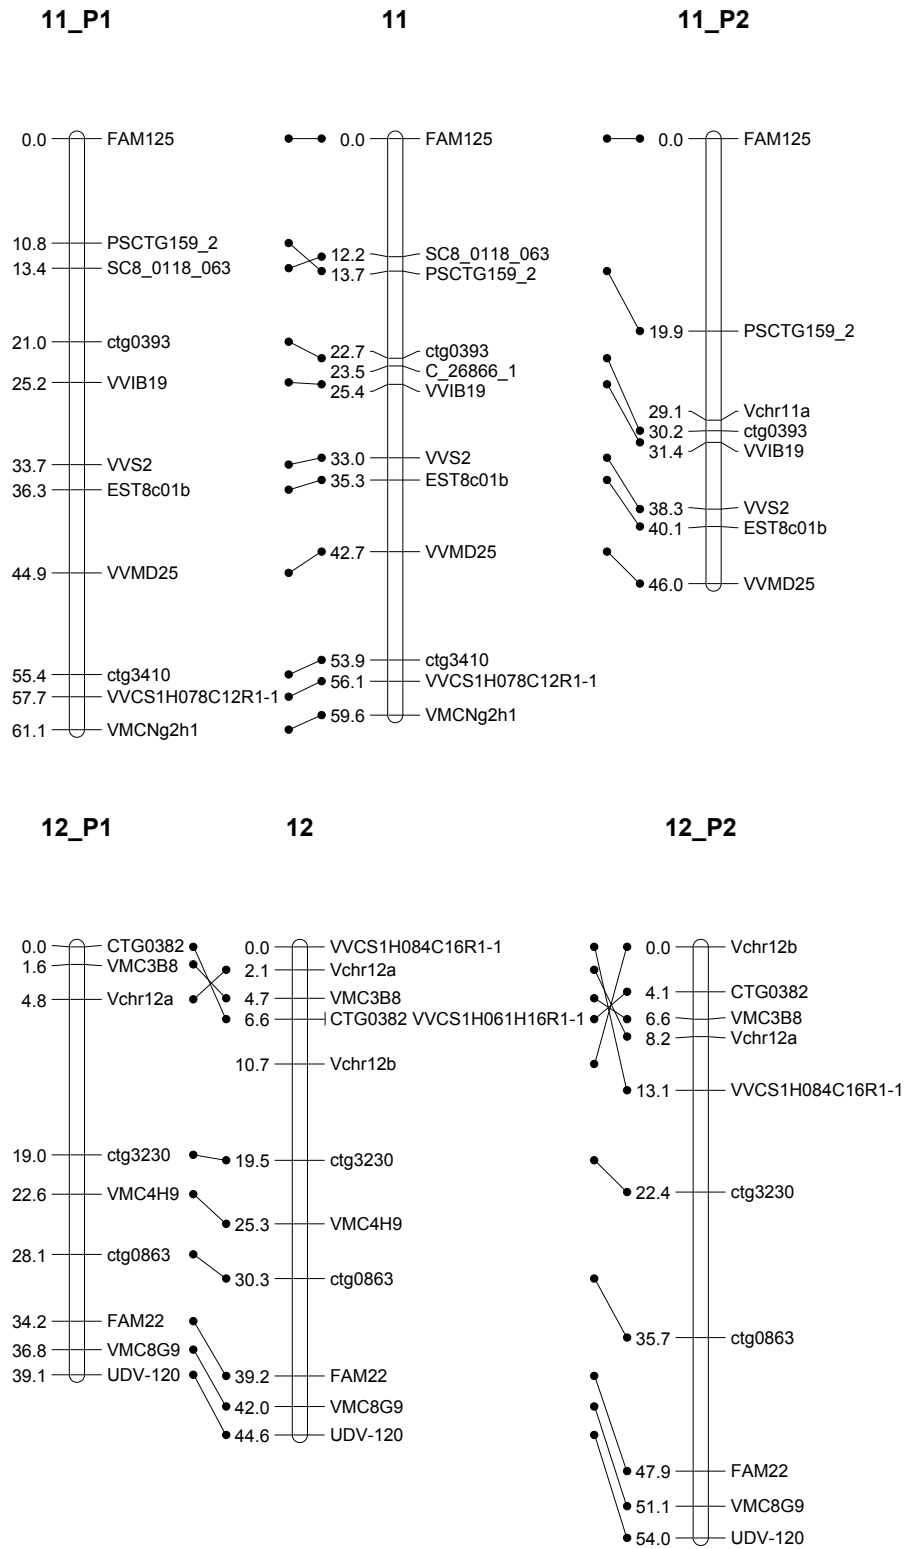 11_P1 11 11_P2
0.0 FAM125
10.8 PSCTG159_2
13.4 SC8_0118_063
21.0 ctg0393
25.2 VVIB19
33.7 VVS2
36.3 EST8c01b
44.9 VVMD25
55.4 ctg3410
57.7 VVCS1H078C12R1-1
61.1 VMCNg2h1
0.0 FAM125
12.2 SC8_0118_063
13.7 PSCTG159_2
22.7 ctg0393
23.5 C_26866_1
25.4 VVIB19
33.0 VVS2
35.3 EST8c01b
42.7 VVMD25
53.9 ctg3410
56.1 VVCS1H078C12R1-1
59.6 VMCNg2h1
0.0 FAM125
19.9 PSCTG159_2
29.1 Vchr11a
30.2 ctg0393
31.4 VVIB19
38.3 VVS2
40.1 EST8c01b
46.0 VVMD25
12_P1 12 12_P2
0.0 CTG0382
1.6 VMC3B8
4.8 Vchr12a
19.0 ctg3230
22.6 VMC4H9
28.1 ctg0863
34.2 FAM22
36.8 VMC8G9
39.1 UDV-120
0.0 VVCS1H084C16R1-1
2.1 Vchr12a
4.7 VMC3B8
6.6 CTG0382 VVCS1H061H16R1-1
10.7 Vchr12b
19.5 ctg3230
25.3 VMC4H9
30.3 ctg0863
39.2 FAM22
42.0 VMC8G9
44.6 UDV-120
0.0 Vchr12b
4.1 CTG0382
6.6 VMC3B8
8.2 Vchr12a
13.1 VVCS1H084C16R1-1
22.4 ctg3230
35.7 ctg0863
47.9 FAM22
51.1 VMC8G9
54.0 UDV-120